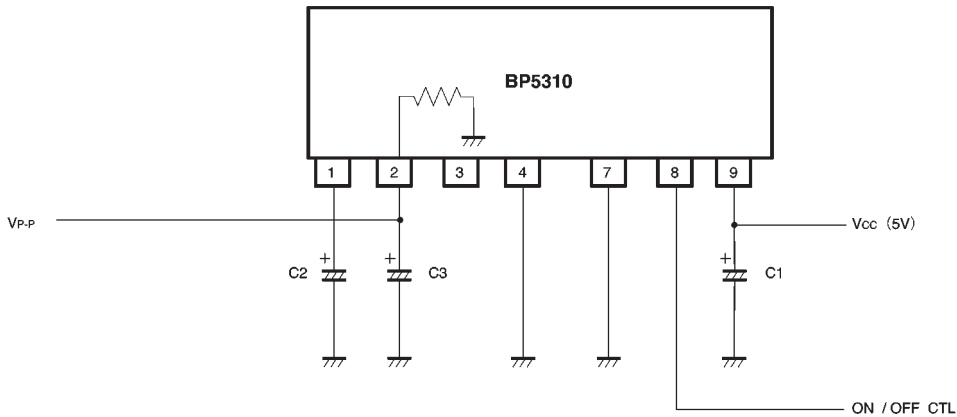 BP5310
1 2 3 4 7 8 9
VP-P
VCC (5V)
+ + +
C2 C3 C1
ON / OFF CTL